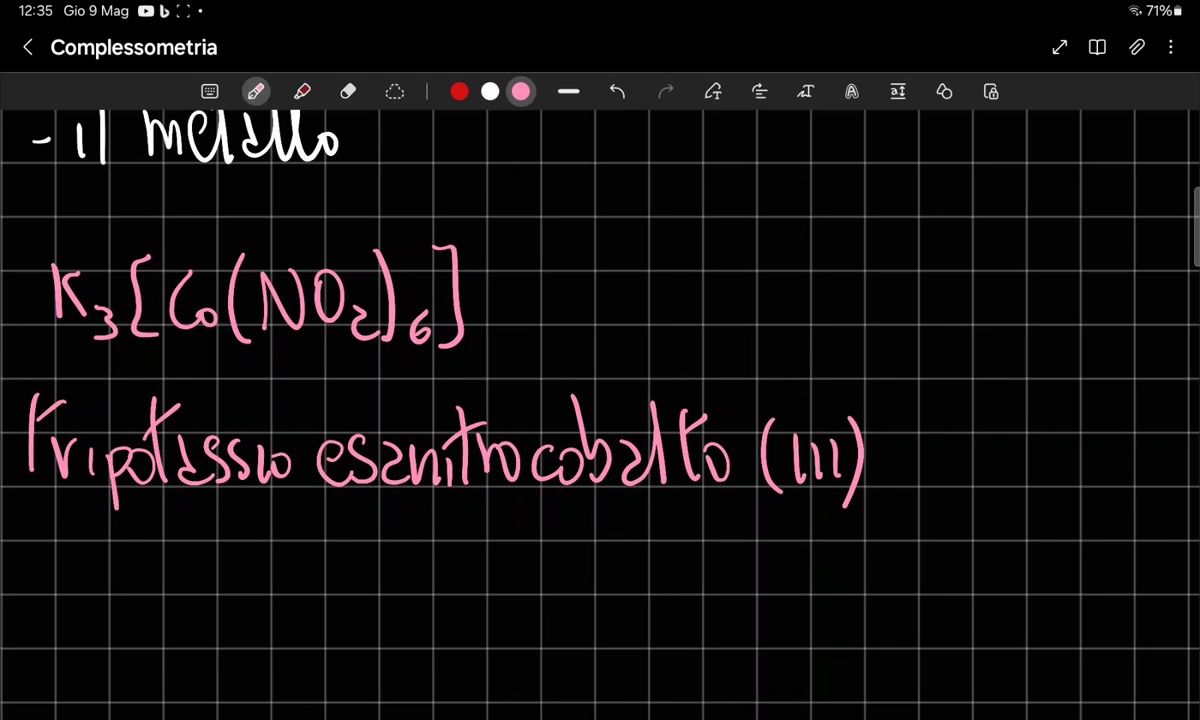 12:35 Gio 9 Mag 71%
Complessometria
- il metallo
K₃[Co(NO₂)₆]
Tripotassio esanitrocobalto (III)